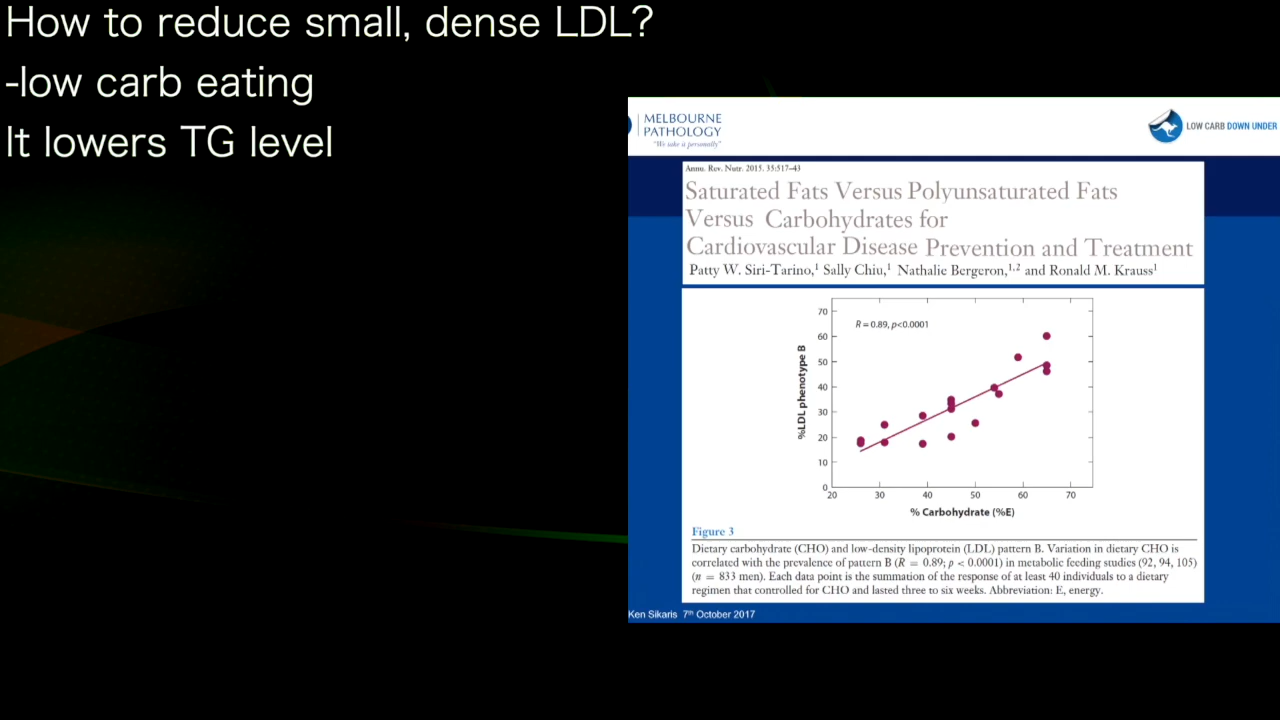 How to reduce small, dense LDL?
-low carb eating
It lowers TG level
MELBOURNE
PATHOLOGY
"We take it personally"
LOW CARB DOWN UNDER
Annu. Rev. Nutr. 2015. 35:517–43
Saturated Fats Versus Polyunsaturated Fats
Versus Carbohydrates for
Cardiovascular Disease Prevention and Treatment
Patty W. Siri-Tarino,¹ Sally Chiu,¹ Nathalie Bergeron,¹,² and Ronald M. Krauss¹
R = 0.89, p<0.0001
%LDL phenotype B
70
60
50
40
30
20
10
0
20 30 40 50 60 70
% Carbohydrate (%E)
Figure 3
Dietary carbohydrate (CHO) and low-density lipoprotein (LDL) pattern B. Variation in dietary CHO is
correlated with the prevalence of pattern B (R = 0.89; p < 0.0001) in metabolic feeding studies (92, 94, 105)
(n = 833 men). Each data point is the summation of the response of at least 40 individuals to a dietary
regimen that controlled for CHO and lasted three to six weeks. Abbreviation: E, energy.
Ken Sikaris 7th October 2017